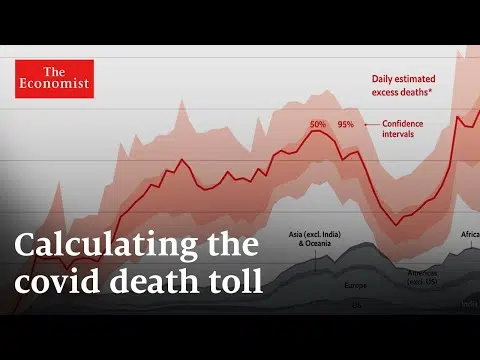 The
Economist
Daily estimated
excess deaths*
50% 95% Confidence
intervals
Calculating the
covid death toll
Asia (excl. India)
& Oceania
Africa
Americas
(excl. US)
Europe
India
US